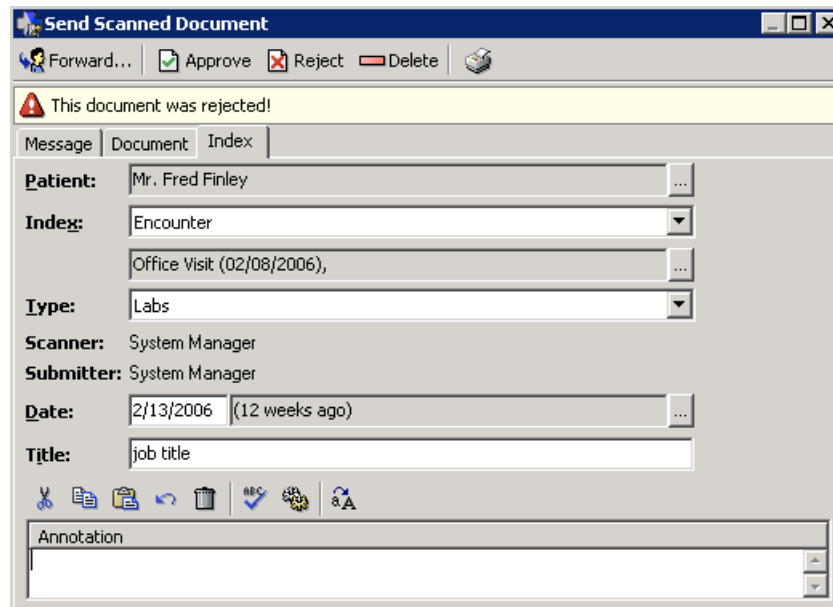 Send Scanned Document
Forward... Approve Reject Delete
This document was rejected!
Message Document Index
Patient: Mr. Fred Finley ...
Index: Encounter
Office Visit (02/08/2006), ...
Type: Labs
Scanner: System Manager
Submitter: System Manager
Date: 2/13/2006 (12 weeks ago) ...
Title: job title
ABC aA
Annotation